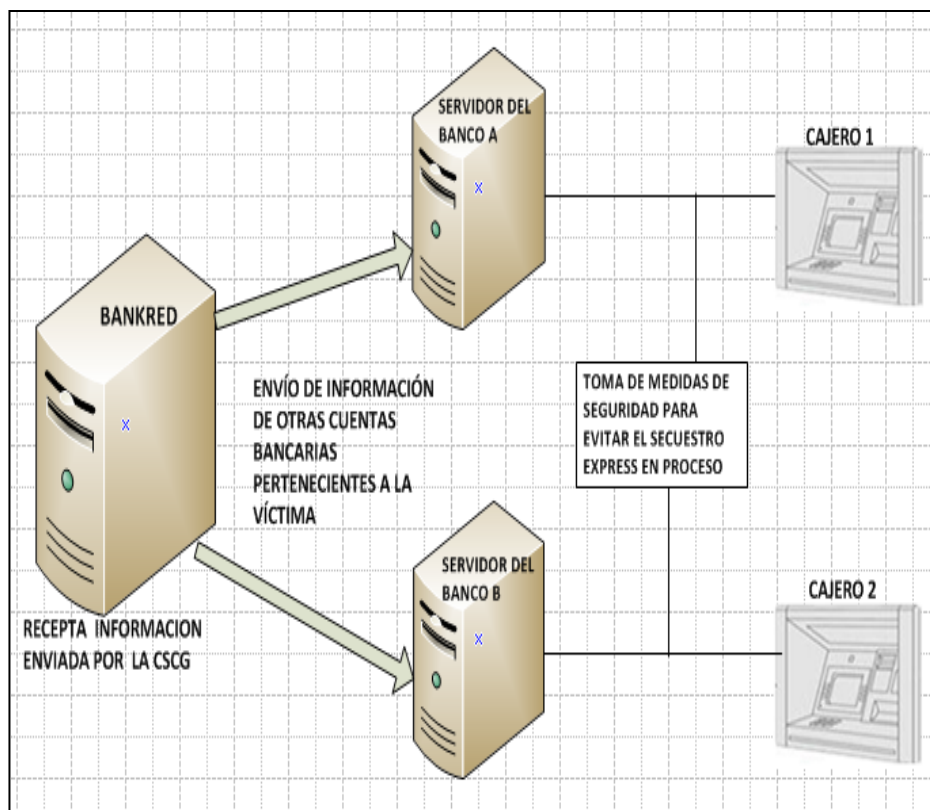 SERVIDOR DEL
BANCO A
CAJERO 1
BANKRED
ENVÍO DE INFORMACIÓN
DE OTRAS CUENTAS
BANCARIAS
PERTENECIENTES A LA
VÍCTIMA
TOMA DE MEDIDAS DE
SEGURIDAD PARA
EVITAR EL SECUESTRO
EXPRESS EN PROCESO
SERVIDOR DEL
BANCO B
CAJERO 2
RECEPTA INFORMACION
ENVIADA POR LA CSCG